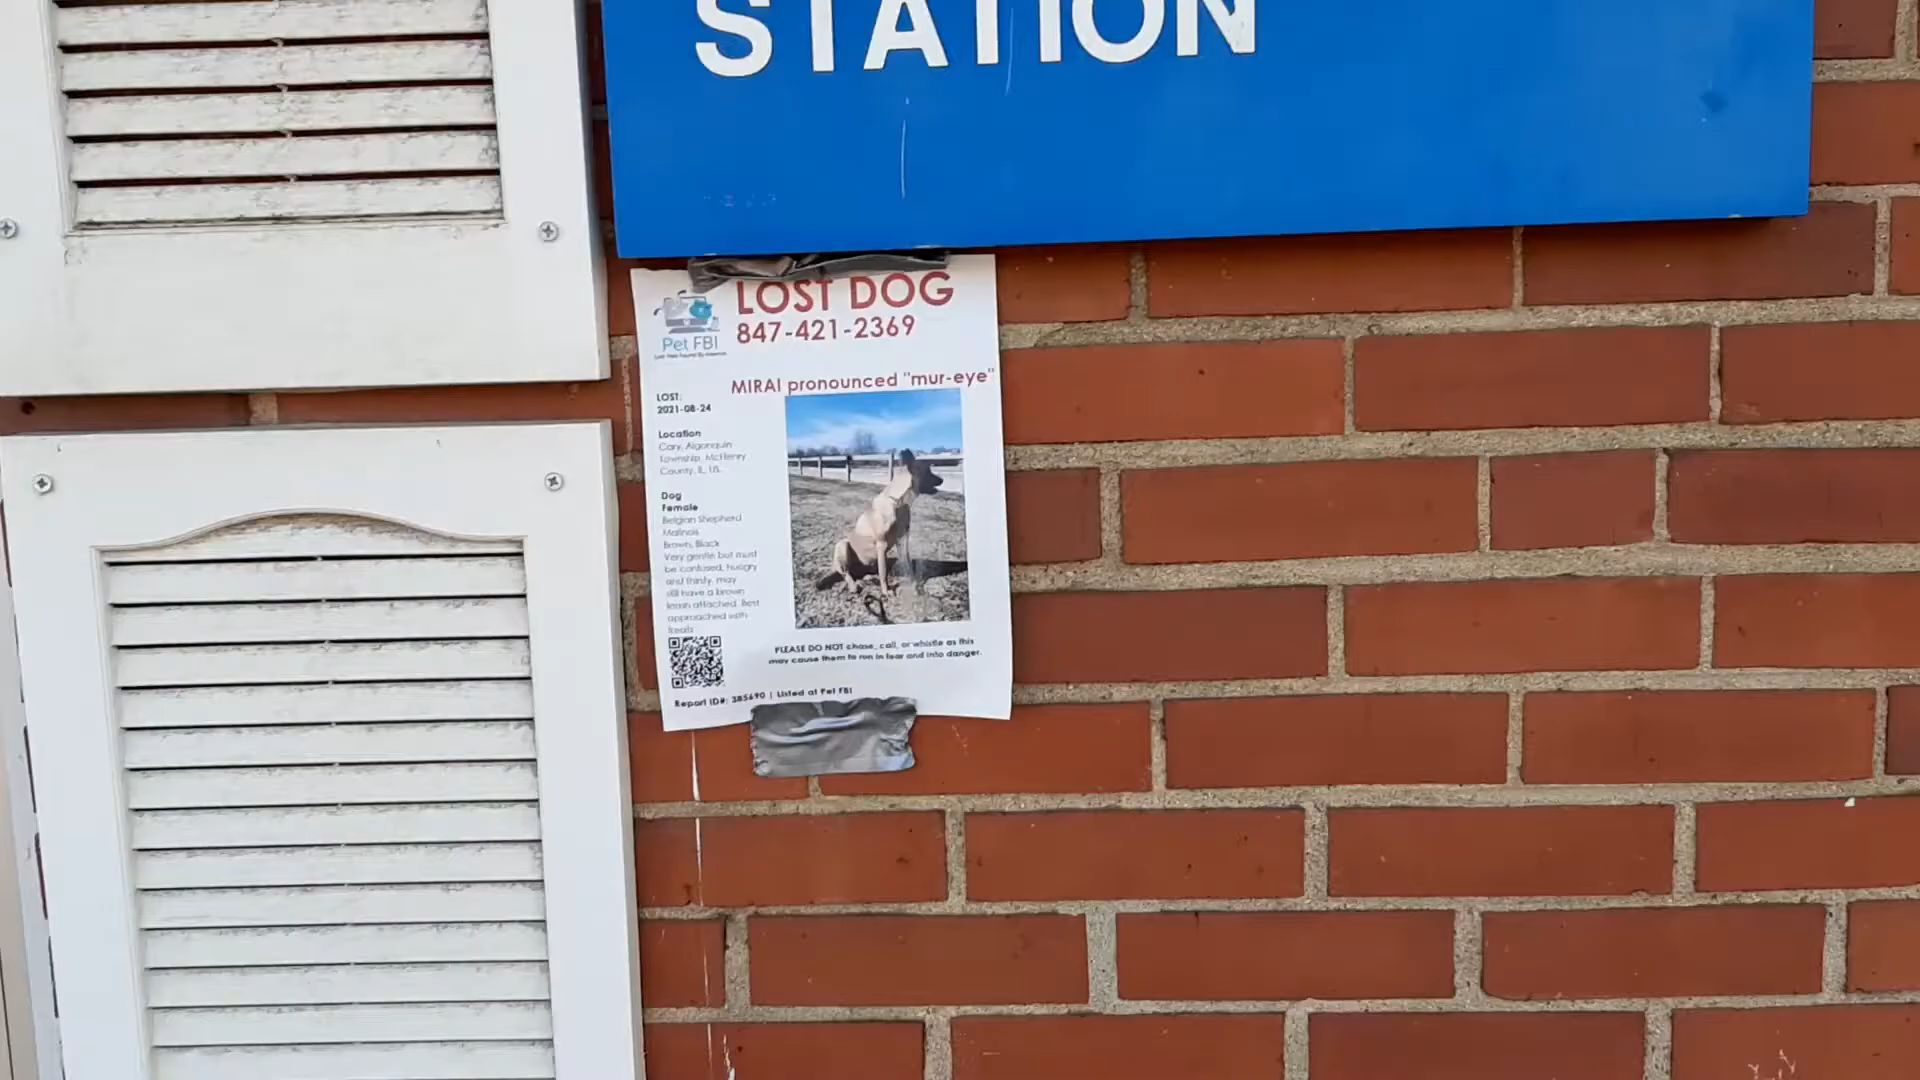 STATION
LOST DOG
847-421-2369
Pet FBI
MIRAI pronounced "mur-eye"
LOST:
2021-08-24
Location
Cary, Algonquin
Township, McHenry
County, IL, US
Dog
Female
Belgian Shepherd
Malinois
Brown, Black
Very gentle but must
be confused, hungry
and thirsty, may
still have a brown
leash attached. Best
approached with
treats
PLEASE DO NOT chase, call, or whistle as this
may cause them to run in fear and into danger.
Report ID#: 385690 | Listed at Pet FBI